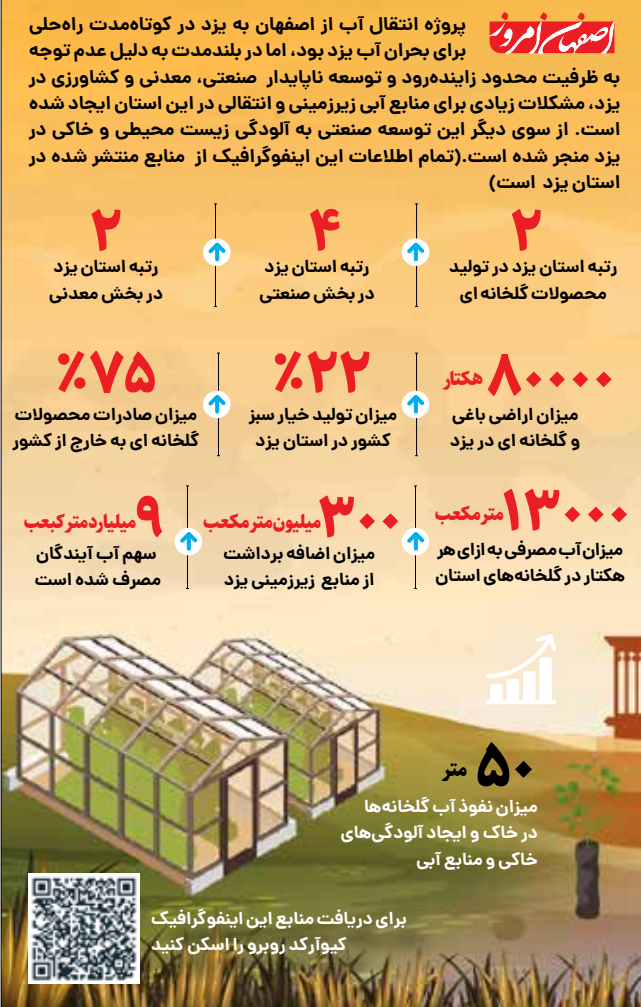 اصفهان امروز
پروژه انتقال آب از اصفهان به یزد در کوتاه‌مدت راه‌حلی
برای بحران آب یزد بود، اما در بلندمدت به دلیل عدم توجه
به ظرفیت محدود زاینده‌رود و توسعه ناپایدار صنعتی، معدنی و کشاورزی در
یزد، مشکلات زیادی برای منابع آبی زیرزمینی و انتقالی در این استان ایجاد شده
است. از سوی دیگر این توسعه صنعتی به آلودگی زیست محیطی و خاکی در
یزد منجر شده است.(تمام اطلاعات این اینفوگرافیک از منابع منتشر شده در
استان یزد است)
۲
رتبه استان یزد در تولید
محصولات گلخانه ای
۴
رتبه استان یزد
در بخش صنعتی
۲
رتبه استان یزد
در بخش معدنی
۸۰۰۰۰ هکتار
میزان اراضی باغی
و گلخانه ای در یزد
۲۲٪
میزان تولید خیار سبز
کشور در استان یزد
۷۵٪
میزان صادرات محصولات
گلخانه ای به خارج از کشور
۱۳۰۰۰ مترمکعب
میزان آب مصرفی به ازای هر
هکتار در گلخانه‌های استان
۳۰۰ میلیون‌متر مکعب
میزان اضافه برداشت
از منابع زیرزمینی یزد
۹ میلیارد متر کبعب
سهم آب آیندگان
مصرف شده است
۵۰ متر
میزان نفوذ آب گلخانه‌ها
در خاک و ایجاد آلودگی‌های
خاکی و منابع آبی
برای دریافت منابع این اینفوگرافیک
کیوآرکد روبرو را اسکن کنید